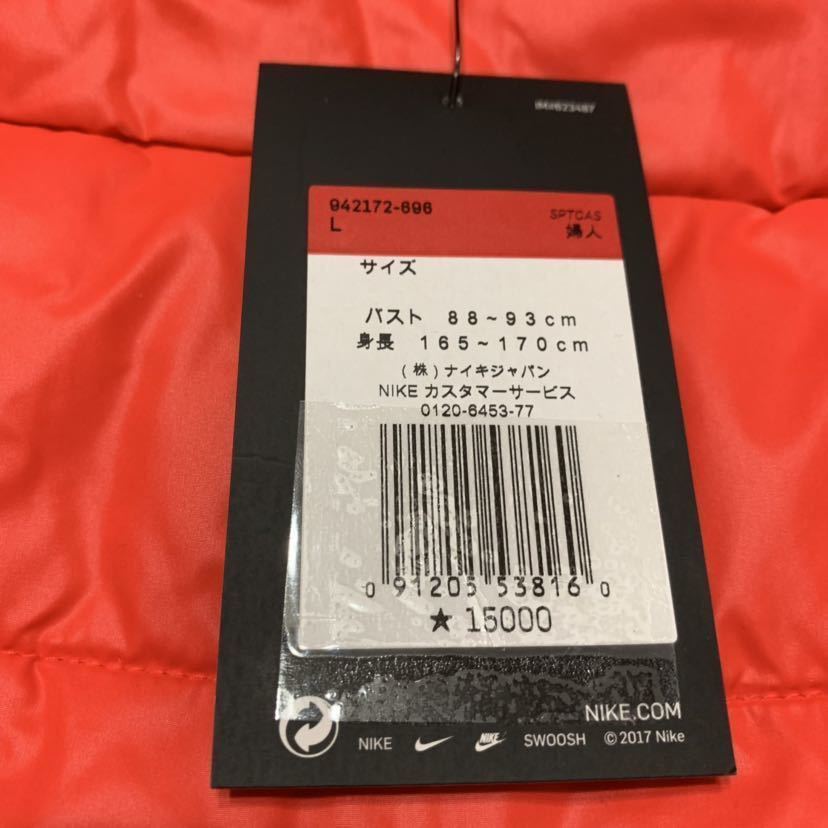 942172-696
L
SPTCAS
婦人
サイズ
バスト 88~93cm
身長 165~170cm
(株)ナイキジャパン
NIKE カスタマーサービス
0120-6453-77
0 91205 53816 0
★ 15000
NIKE.COM
NIKE NIKE SWOOSH © 2017 Nike